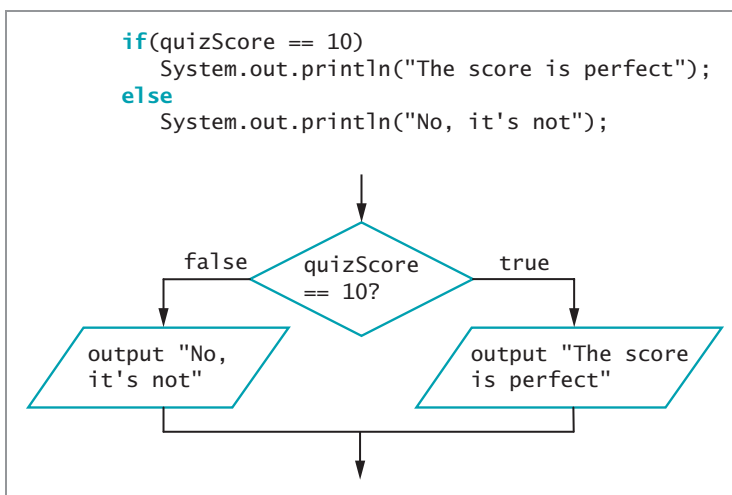 if(quizScore == 10)
System.out.println("The score is perfect");
else
System.out.println("No, it's not");
false
quizScore
== 10?
true
output "No,
it's not"
output "The score
is perfect"